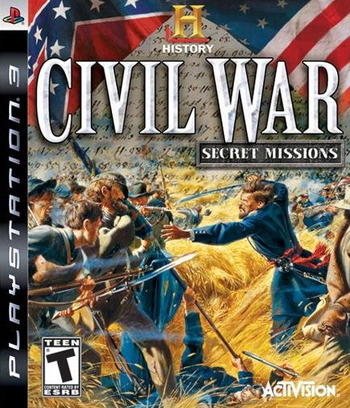 PLAYSTATION 3
H
HISTORY
CIVIL WAR
SECRET MISSIONS
TEEN
T
CONTENT RATED BY
ESRB
ACTIVISION